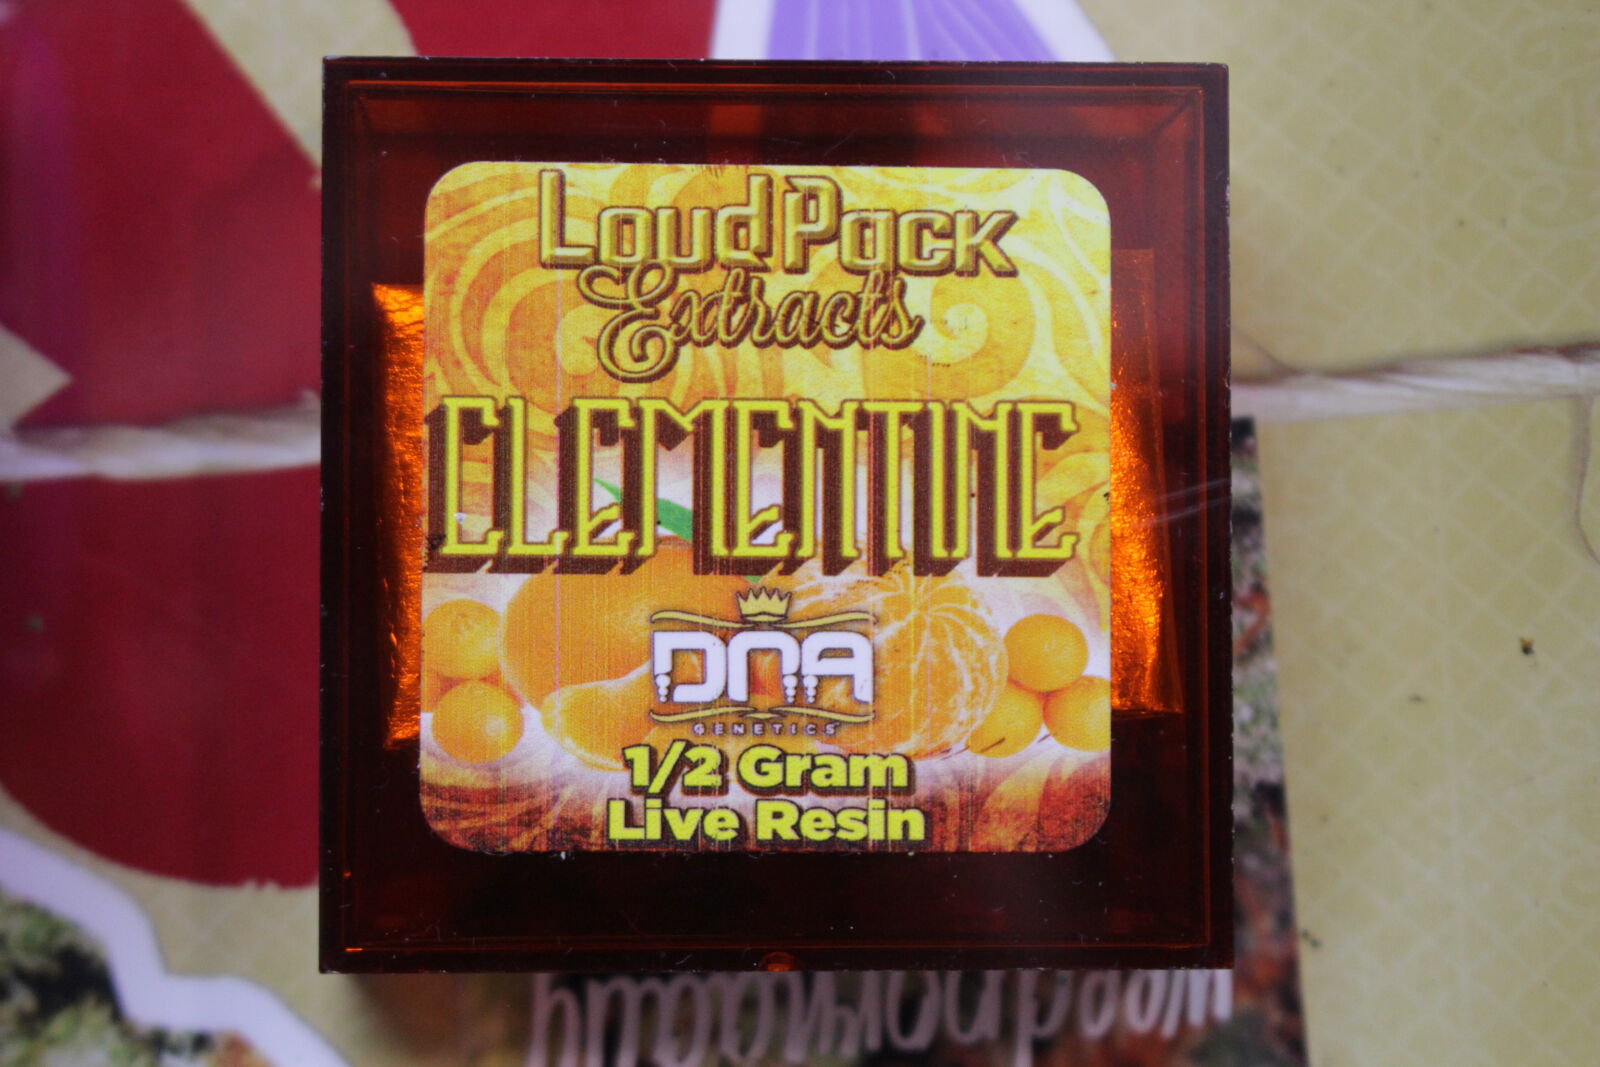 LoudPack
Extracts
ELEMENTINE
DNA
GENETICS
1/2 Gram
Live Resin